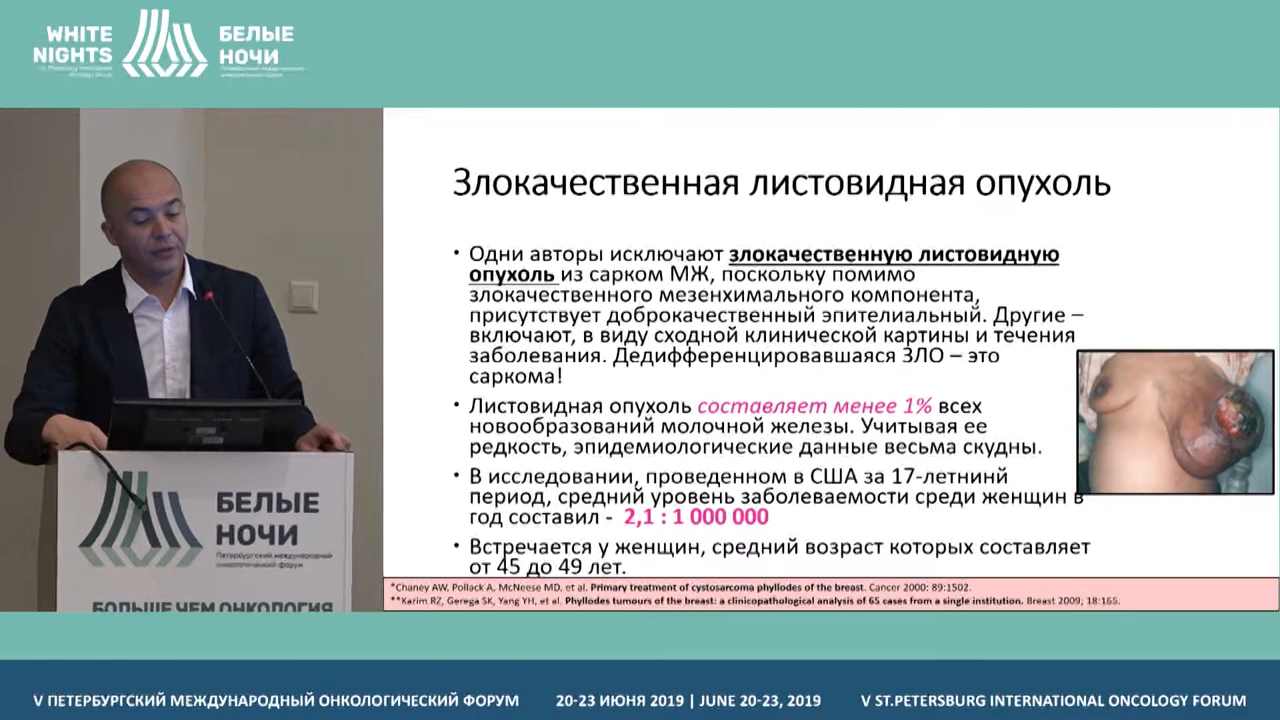 WHITE
NIGHTS
БЕЛЫЕ
НОЧИ
Злокачественная листовидная опухоль
• Одни авторы исключают злокачественную листовидную
опухоль из сарком МЖ, поскольку помимо
злокачественного мезенхимального компонента,
присутствует доброкачественный эпителиальный. Другие –
включают, в виду сходной клинической картины и течения
заболевания. Дедифференцировавшаяся ЗЛО – это
саркома!
• Листовидная опухоль составляет менее 1% всех
новообразований молочной железы. Учитывая ее
редкость, эпидемиологические данные весьма скудны.
• В исследовании, проведенном в США за 17-летнинй
период, средний уровень заболеваемости среди женщин в
год составил - 2,1 : 1 000 000
• Встречается у женщин, средний возраст которых составляет
от 45 до 49 лет.
*Chaney AW, Pollack A, McNeese MD, et al. Primary treatment of cystosarcoma phyllodes of the breast. Cancer 2000; 89:1502.
**Karim RZ, Gerega SK, Yang YH, et al. Phyllodes tumours of the breast: a clinicopathological analysis of 65 cases from a single institution. Breast 2009; 18:165.
БЕЛЫЕ
НОЧИ
Петербургский международный
онкологический форум
БОЛЬШЕ ЧЕМ ОНКОЛОГИЯ
V ПЕТЕРБУРГСКИЙ МЕЖДУНАРОДНЫЙ ОНКОЛОГИЧЕСКИЙ ФОРУМ
20-23 ИЮНЯ 2019 | JUNE 20-23, 2019
V ST.PETERSBURG INTERNATIONAL ONCOLOGY FORUM